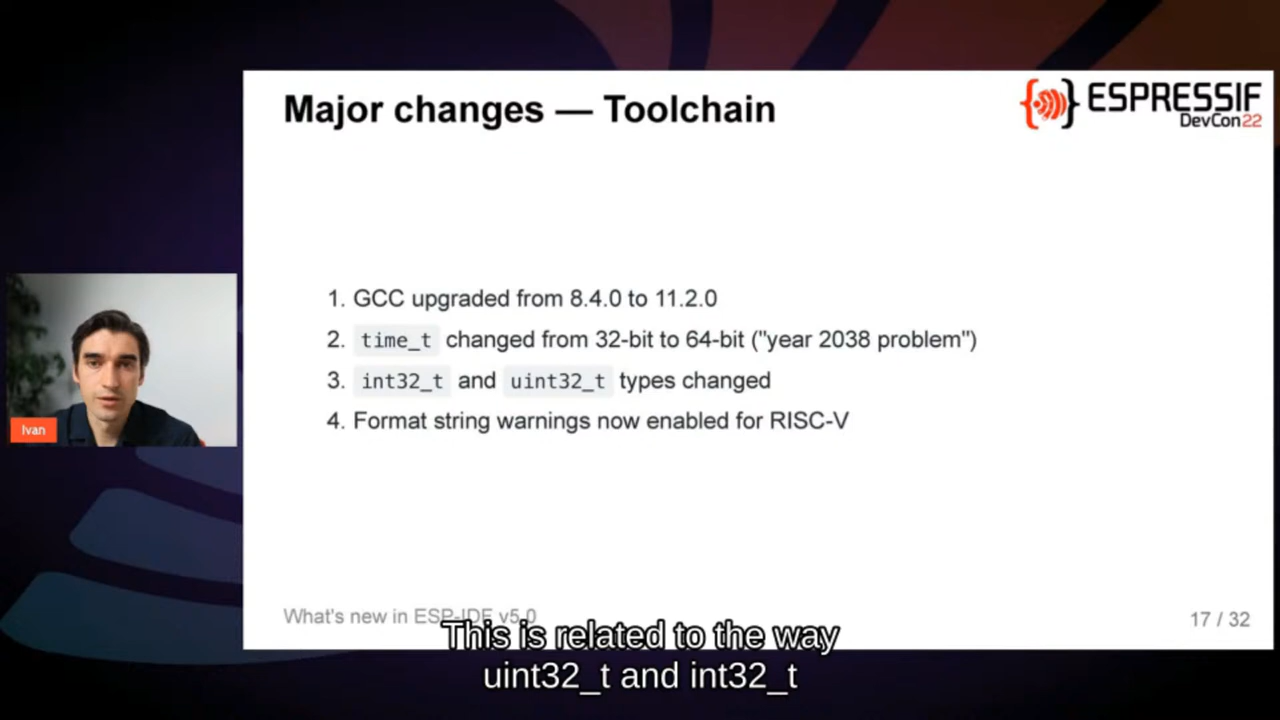 Major changes — Toolchain
ESPRESSIF
DevCon22
1. GCC upgraded from 8.4.0 to 11.2.0
2. time_t changed from 32-bit to 64-bit ("year 2038 problem")
3. int32_t and uint32_t types changed
4. Format string warnings now enabled for RISC-V
Ivan
What's new in ESP-IDF v5.0
17 / 32
This is related to the way
uint32_t and int32_t